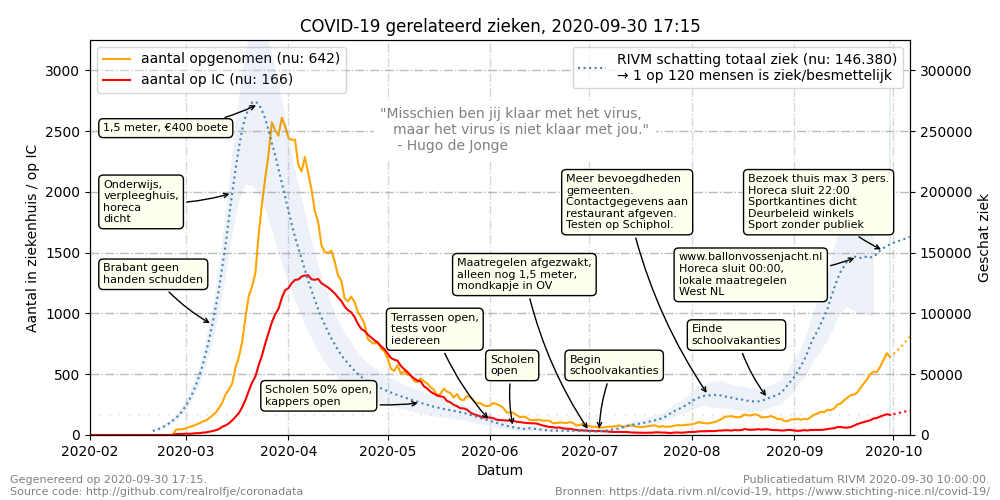 COVID-19 gerelateerd zieken, 2020-09-30 17:15
aantal opgenomen (nu: 642)
aantal op IC (nu: 166)
RIVM schatting totaal ziek (nu: 146.380)
→ 1 op 120 mensen is ziek/besmettelijk
"Misschien ben jij klaar met het virus,
maar het virus is niet klaar met jou."
- Hugo de Jonge
1,5 meter, €400 boete
Onderwijs,
verpleeghuis,
horeca
dicht
Brabant geen
handen schudden
Scholen 50% open,
kappers open
Terrassen open,
tests voor
iedereen
Maatregelen afgezwakt,
alleen nog 1,5 meter,
mondkapje in OV
Scholen
open
Begin
schoolvakanties
Meer bevoegdheden
gemeenten.
Contactgegevens aan
restaurant afgeven.
Testen op Schiphol.
Einde
schoolvakanties
www.ballonvossenjacht.nl
Horeca sluit 00:00,
lokale maatregelen
West NL
Bezoek thuis max 3 pers.
Horeca sluit 22:00
Sportkantines dicht
Deurbeleid winkels
Sport zonder publiek
Aantal in ziekenhuis / op IC
3000
2500
2000
1500
1000
500
0
Geschat ziek
300000
250000
200000
150000
100000
50000
0
2020-02 2020-03 2020-04 2020-05 2020-06 2020-07 2020-08 2020-09 2020-10
Datum
Gegenereerd op 2020-09-30 17:15.
Source code: http://github.com/realrolfje/coronadata
Publicatiedatum RIVM 2020-09-30 10:00:00.
Bronnen: https://data.rivm.nl/covid-19, https://www.stichting-nice.nl/covid-19/